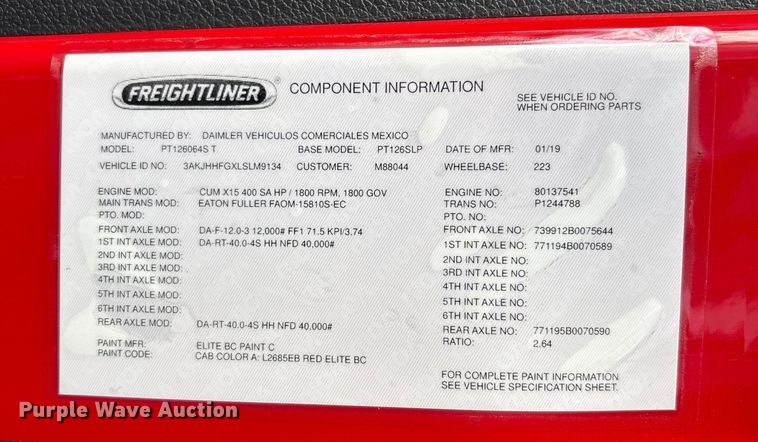 FREIGHTLINER
COMPONENT INFORMATION
SEE VEHICLE ID NO.
WHEN ORDERING PARTS
MANUFACTURED BY: DAIMLER VEHICULOS COMERCIALES MEXICO
MODEL: PT126064S T BASE MODEL: PT126SLP DATE OF MFR: 01/19
VEHICLE ID NO: 3AKJHHFGXLSLM9134 CUSTOMER: M88044 WHEELBASE: 223
ENGINE MOD: CUM X15 400 SA HP / 1800 RPM, 1800 GOV ENGINE NO: 80137541
MAIN TRANS MOD: EATON FULLER FAOM-15810S-EC TRANS NO: P1244788
PTO. MOD: PTO. NO:
FRONT AXLE MOD: DA-F-12.0-3 12,000# FF1 71.5 KPI/3.74 FRONT AXLE NO: 739912B0075644
1ST INT AXLE MOD: DA-RT-40.0-4S HH NFD 40,000# 1ST INT AXLE NO: 771194B0070589
2ND INT AXLE MOD: 2ND INT AXLE NO:
3RD INT AXLE MOD: 3RD INT AXLE NO:
4TH INT AXLE MOD: 4TH INT AXLE NO:
5TH INT AXLE MOD: 5TH INT AXLE NO:
6TH INT AXLE MOD: 6TH INT AXLE NO:
REAR AXLE MOD: DA-RT-40.0-4S HH NFD 40,000# REAR AXLE NO: 771195B0070590
RATIO: 2.64
PAINT MFR: ELITE BC PAINT C
PAINT CODE: CAB COLOR A: L2685EB RED ELITE BC
FOR COMPLETE PAINT INFORMATION
SEE VEHICLE SPECIFICATION SHEET.
Purple Wave Auction